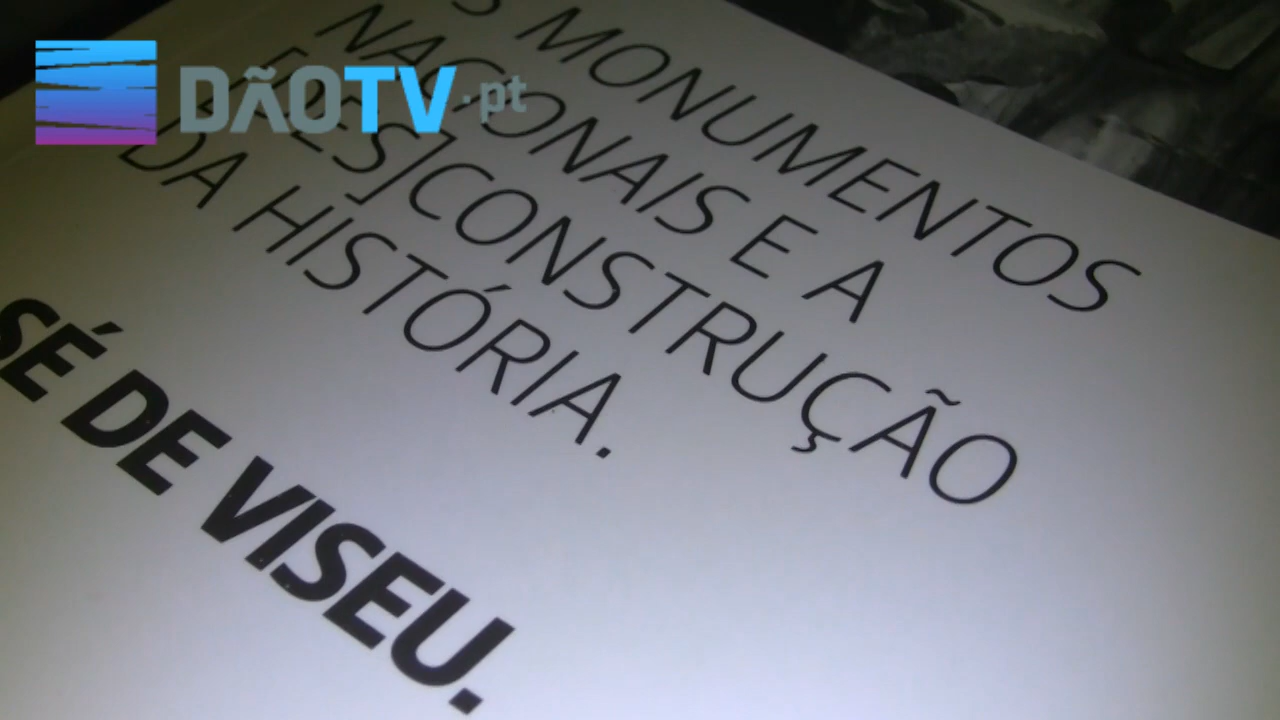 DÃOTV.pt
S MONUMENTOS
NACIONAIS E A
[DES]CONSTRUÇÃO
DA HISTÓRIA.
SÉ DE VISEU.